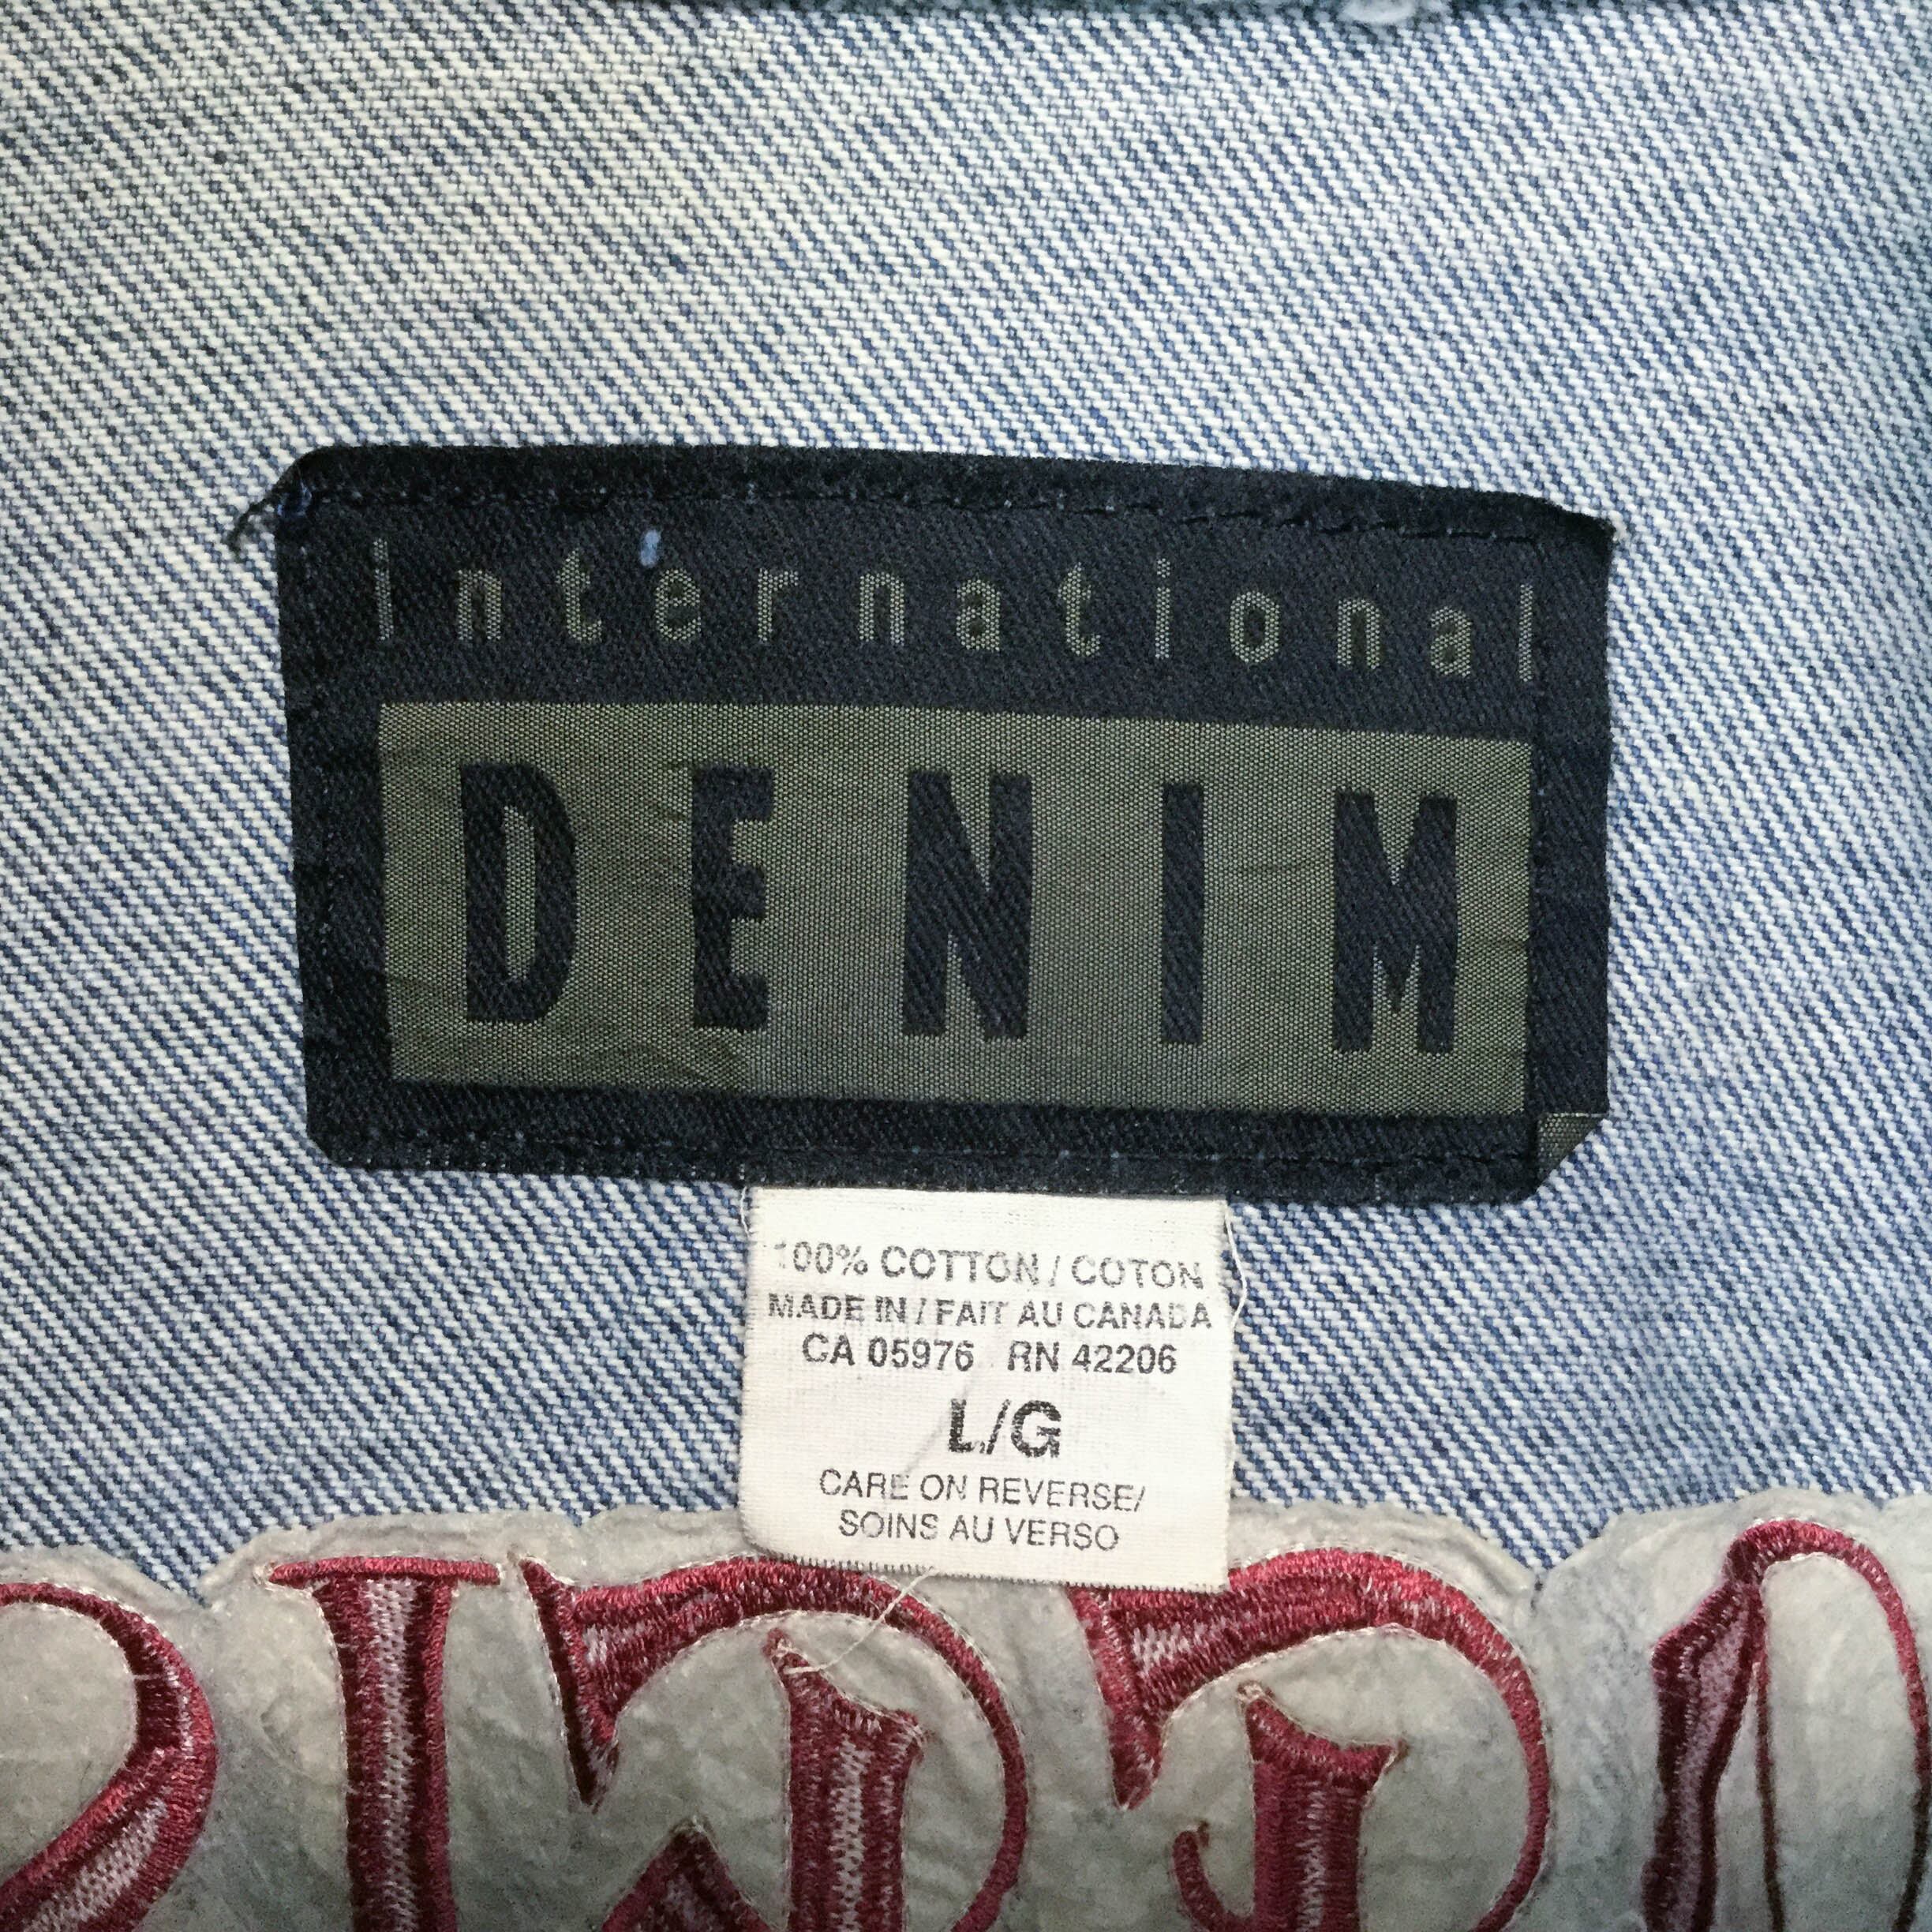 International
DENIM
100% COTTON / COTON
MADE IN / FAIT AU CANADA
CA 05976 RN 42206
L/G
CARE ON REVERSE/
SOINS AU VERSO